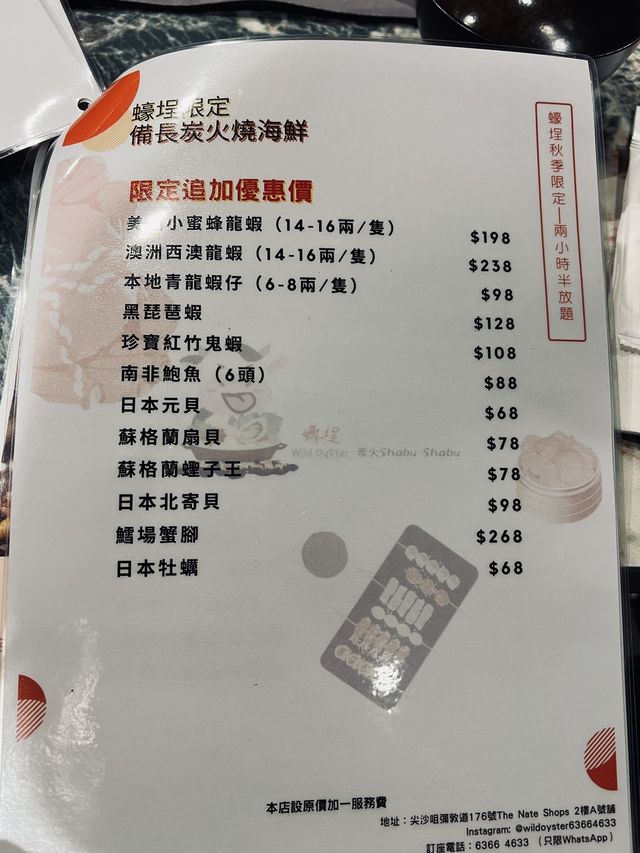 蠔埕限定
備長炭火燒海鮮
蠔埕秋季限定—兩小時半放題
限定追加優惠價
美 小蜜蜂龍蝦（14-16兩/隻） $198
澳洲西澳龍蝦（14-16兩/隻） $238
本地青龍蝦仔（6-8兩/隻） $98
黑琵琶蝦 $128
珍寶紅竹鬼蝦 $108
南非鮑魚（6頭） $88
日本元貝 $68
蘇格蘭扇貝 $78
蘇格蘭蟶子王 $78
日本北寄貝 $98
鱈場蟹腳 $268
日本牡蠣 $68
蠔埕
Wild Oyster 炭火Shabu Shabu
本店設原價加一服務費
地址：尖沙咀彌敦道176號The Nate Shops 2樓A號舖
Instagram: @wildoyster63664633
訂座電話：6366 4633 （只限WhatsApp）